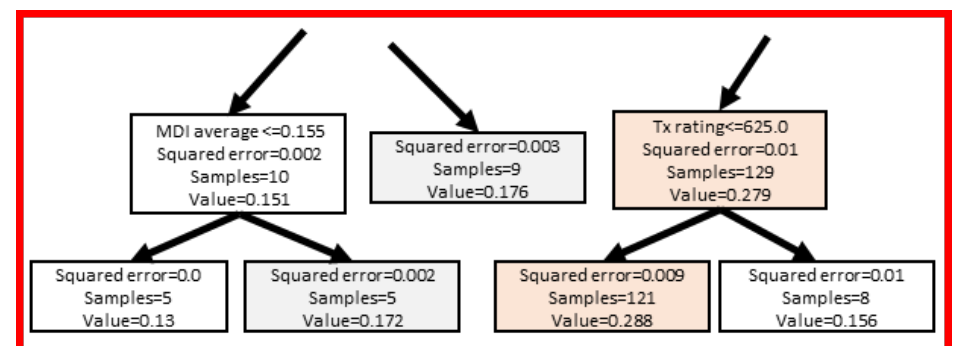 MDI average <=0.155
Squared error=0.002
Samples=10
Value=0.151
Squared error=0.003
Samples=9
Value=0.176
Tx rating<=625.0
Squared error=0.01
Samples=129
Value=0.279
Squared error=0.0
Samples=5
Value=0.13
Squared error=0.002
Samples=5
Value=0.172
Squared error=0.009
Samples=121
Value=0.288
Squared error=0.01
Samples=8
Value=0.156